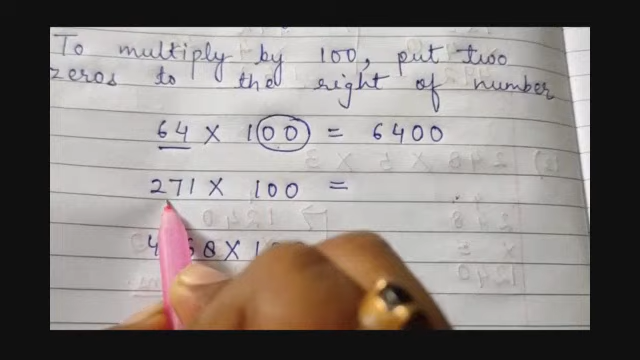 To multiply by 100, put two
zeros to the right of number
64 × 100 = 6400
271 × 100 =